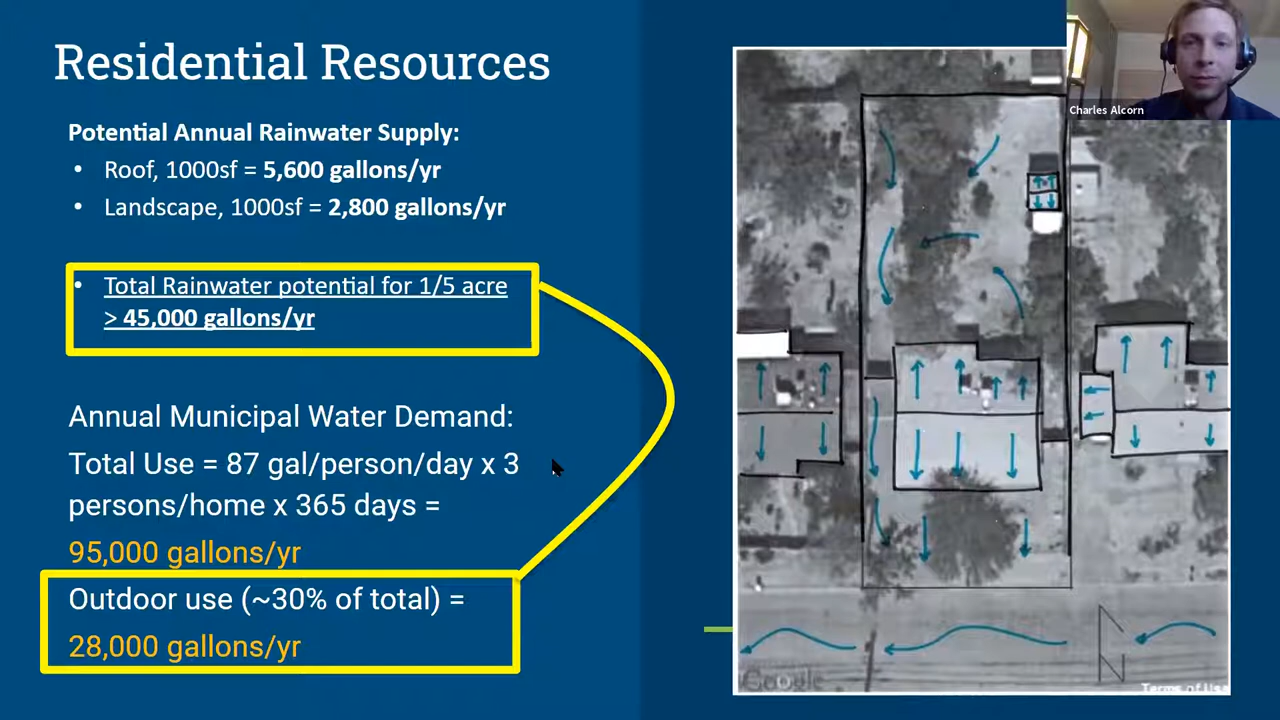 Residential Resources
Charles Alcorn
Potential Annual Rainwater Supply:
• Roof, 1000sf = 5,600 gallons/yr
• Landscape, 1000sf = 2,800 gallons/yr
• Total Rainwater potential for 1/5 acre
> 45,000 gallons/yr
Annual Municipal Water Demand:
Total Use = 87 gal/person/day x 3
persons/home x 365 days =
95,000 gallons/yr
Outdoor use (~30% of total) =
28,000 gallons/yr
N
Google
Terms of Use